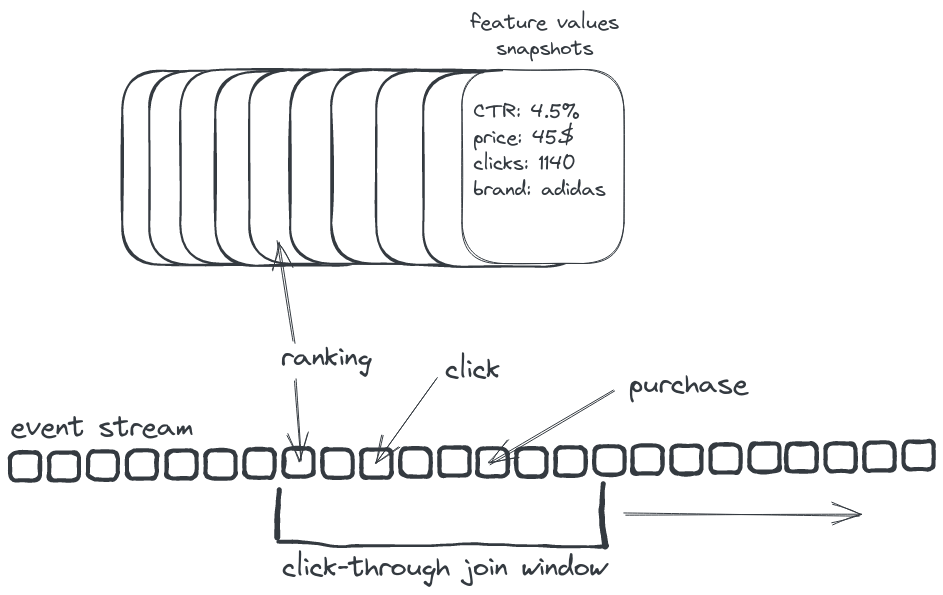 feature values
snapshots
CTR: 4.5%
price: 45$
clicks: 1140
brand: adidas
ranking
click
purchase
event stream
click-through join window